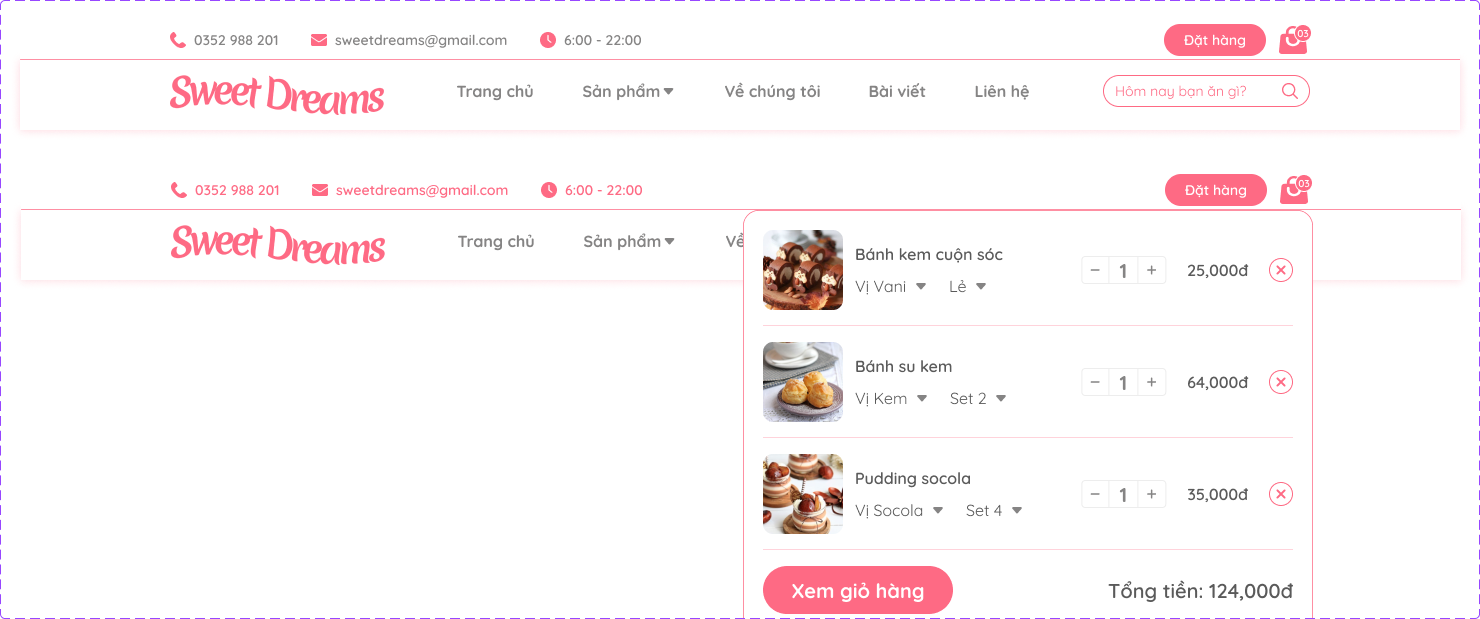 0352 988 201 sweetdreams@gmail.com 6:00 - 22:00 Đặt hàng 03
Sweet Dreams Trang chủ Sản phẩm Về chúng tôi Bài viết Liên hệ Hôm nay bạn ăn gì?
0352 988 201 sweetdreams@gmail.com 6:00 - 22:00 Đặt hàng 03
Sweet Dreams Trang chủ Sản phẩm Về
Bánh kem cuộn sóc
Vị Vani Lẻ − 1 + 25,000đ
Bánh su kem
Vị Kem Set 2 − 1 + 64,000đ
Pudding socola
Vị Socola Set 4 − 1 + 35,000đ
Xem giỏ hàng Tổng tiền: 124,000đ